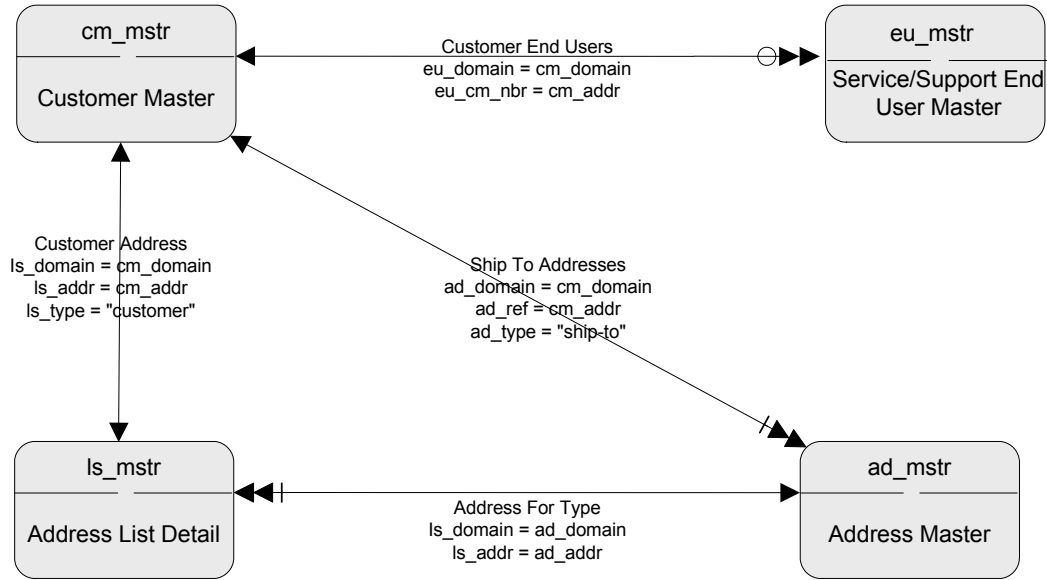 cm_mstr
Customer Master
Customer End Users
eu_domain = cm_domain
eu_cm_nbr = cm_addr
eu_mstr
Service/Support End
User Master
Customer Address
ls_domain = cm_domain
ls_addr = cm_addr
ls_type = "customer"
Ship To Addresses
ad_domain = cm_domain
ad_ref = cm_addr
ad_type = "ship-to"
ls_mstr
Address List Detail
Address For Type
ls_domain = ad_domain
ls_addr = ad_addr
ad_mstr
Address Master